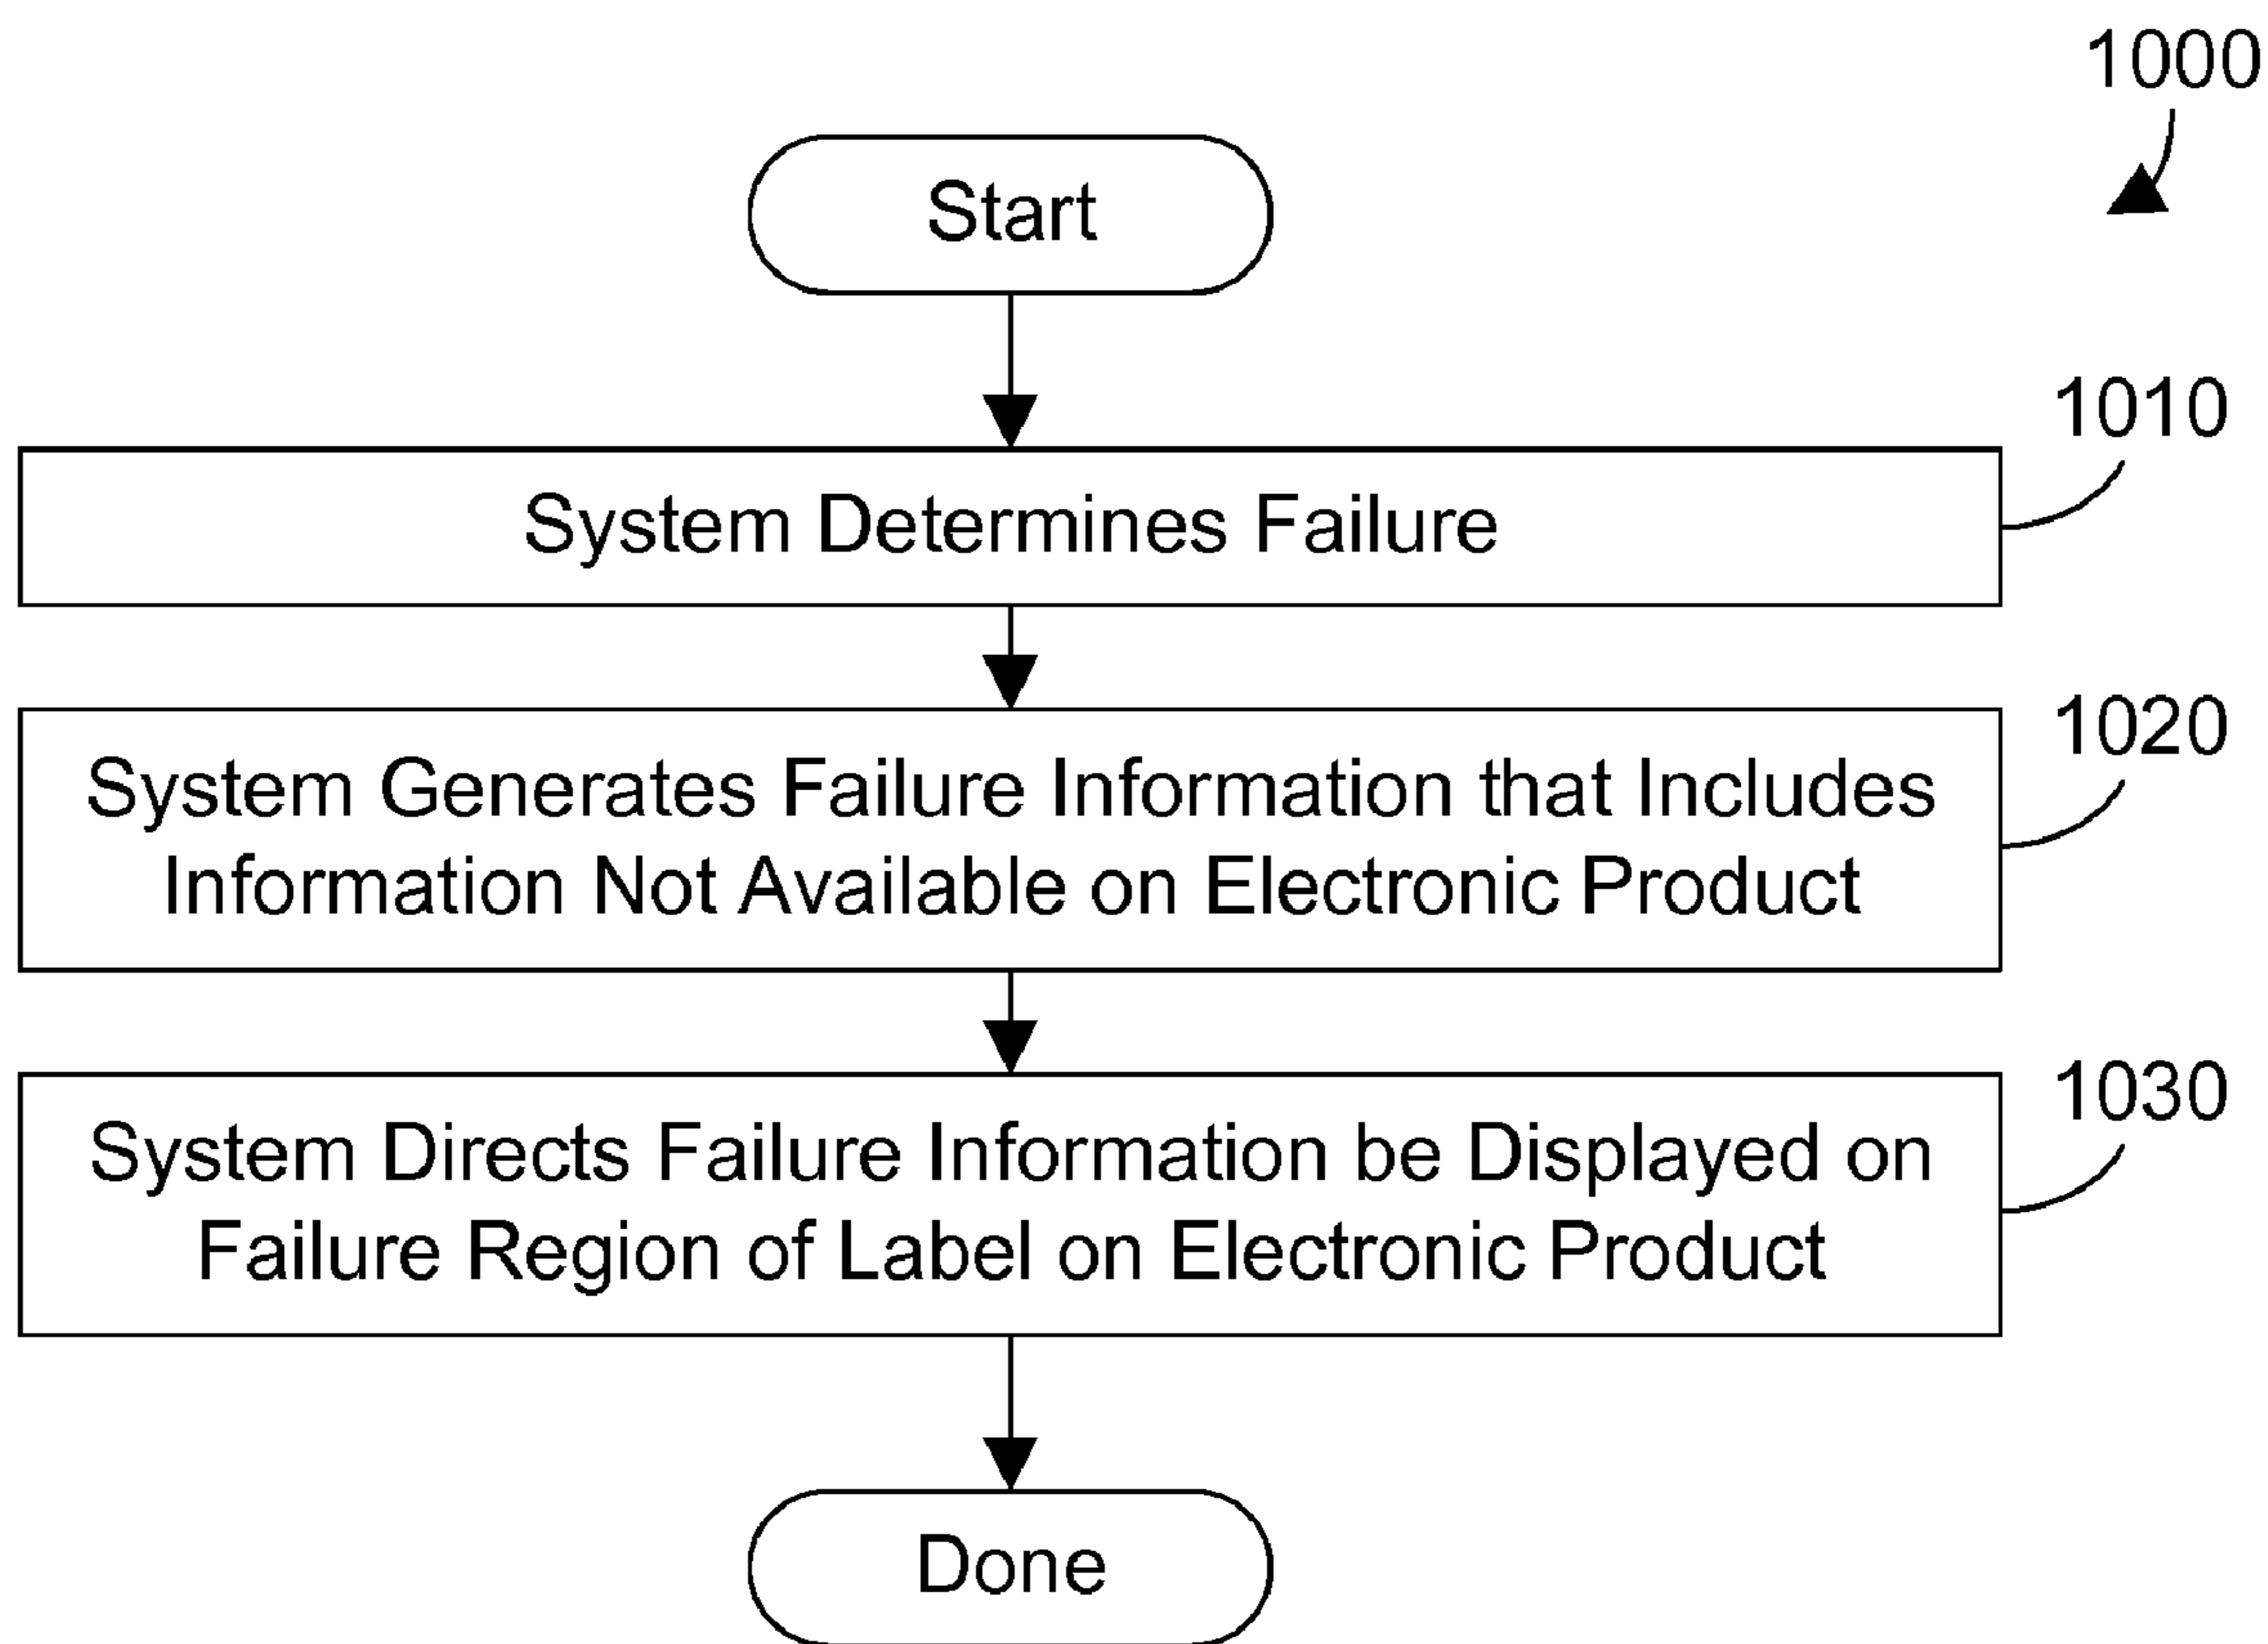 1000
Start
1010
System Determines Failure
1020
System Generates Failure Information that Includes
Information Not Available on Electronic Product
1030
System Directs Failure Information be Displayed on
Failure Region of Label on Electronic Product
Done